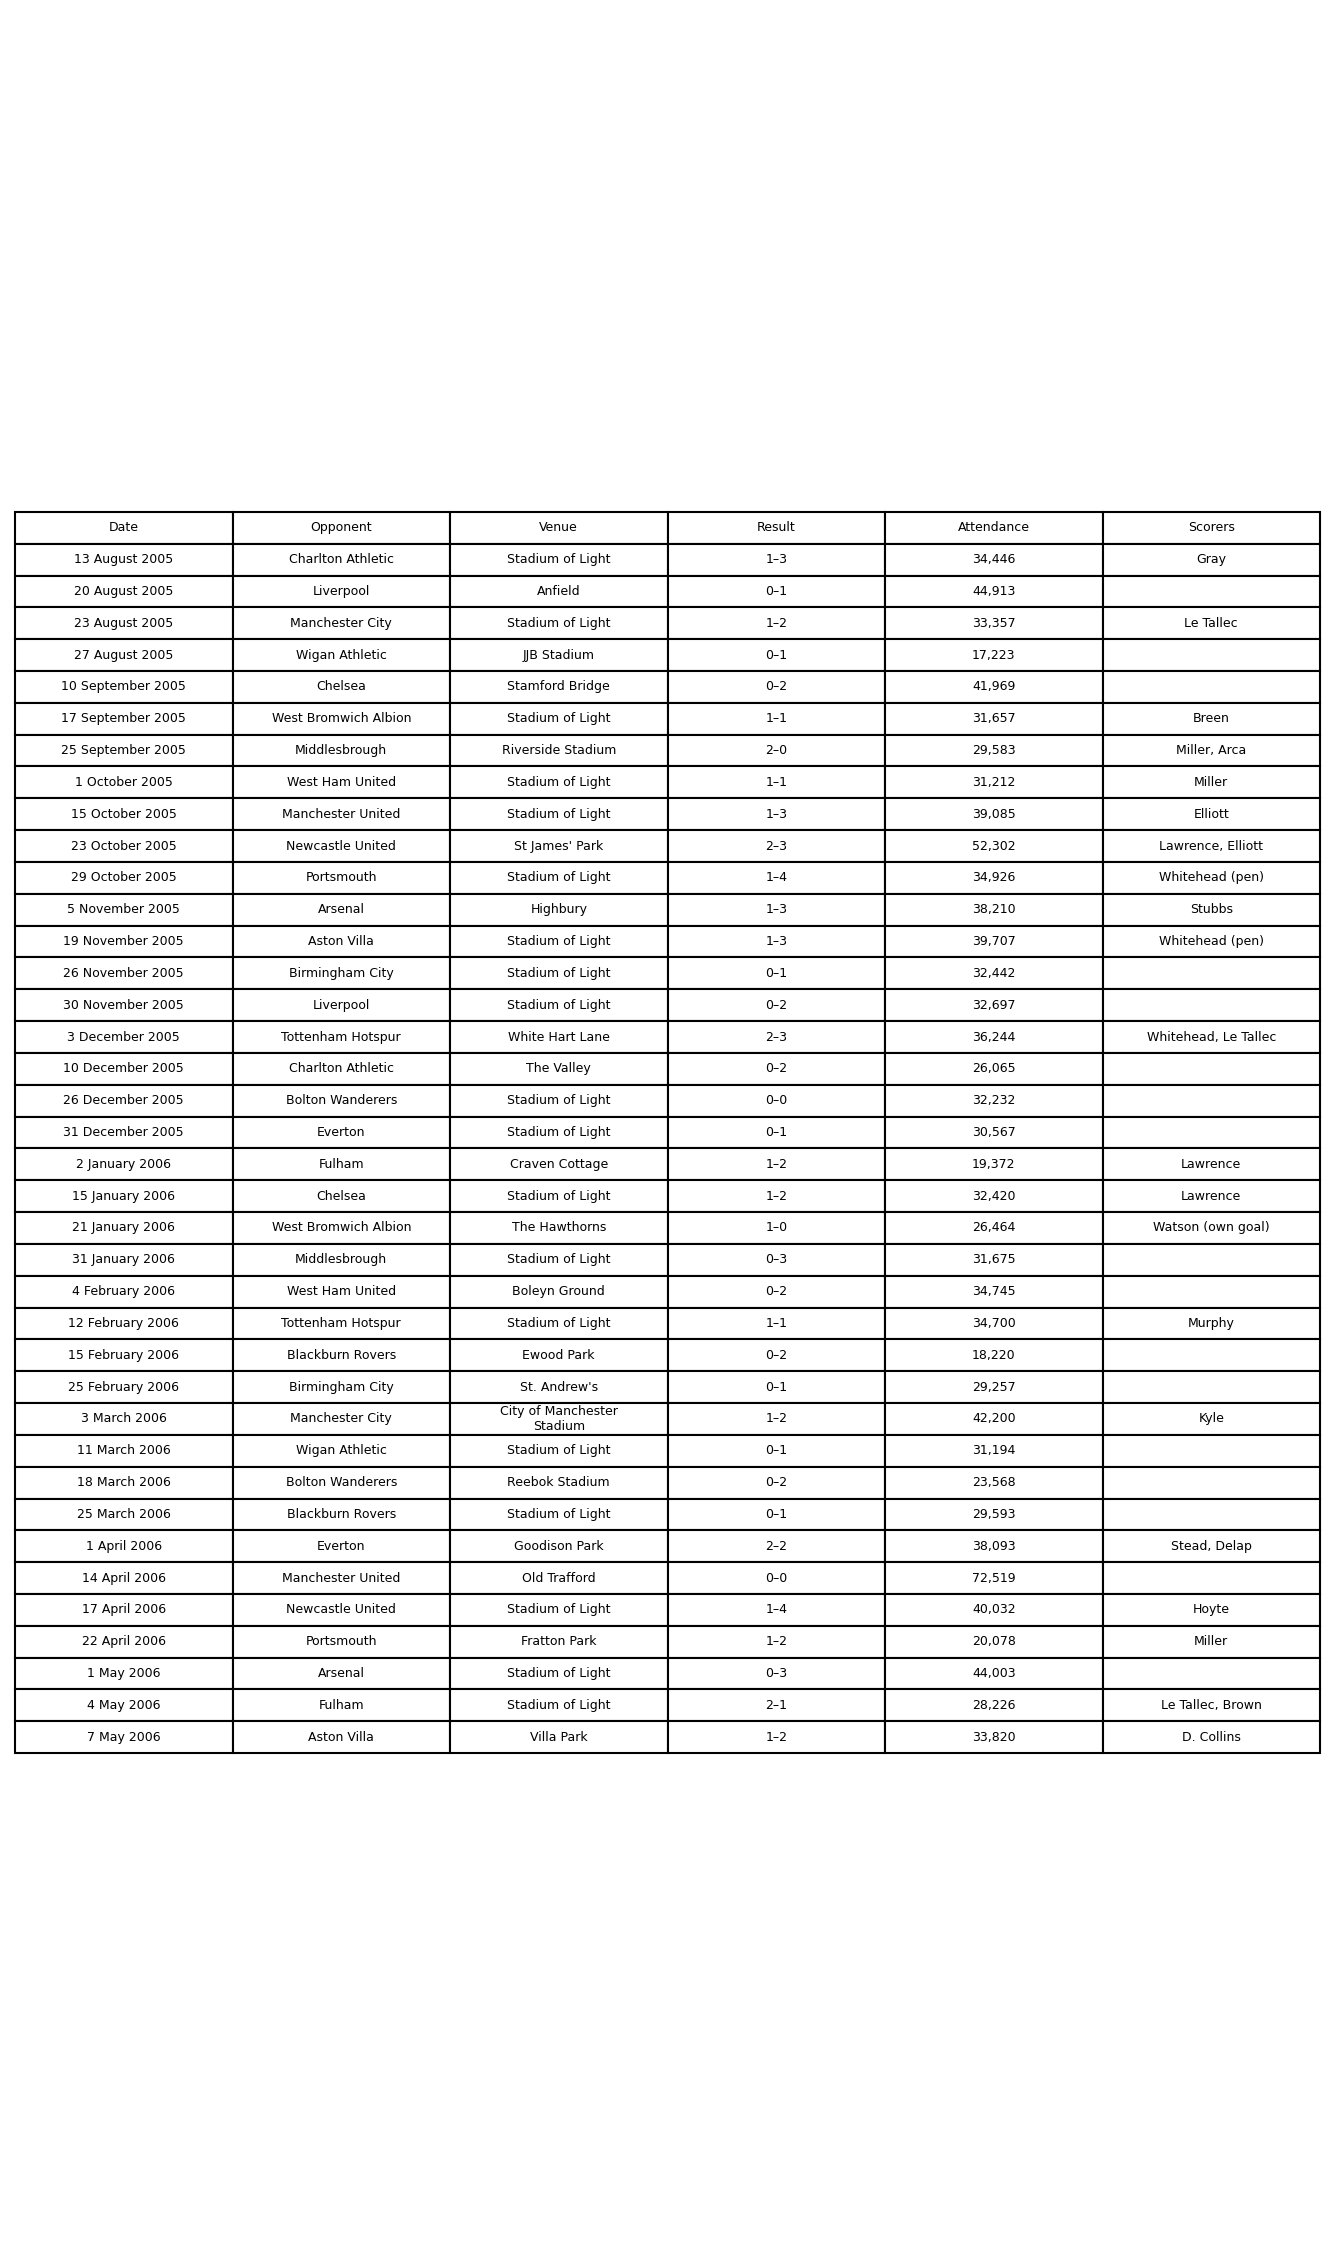 Date Opponent Venue Result Attendance Scorers
13 August 2005 Charlton Athletic Stadium of Light 1–3 34,446 Gray
20 August 2005 Liverpool Anfield 0–1 44,913
23 August 2005 Manchester City Stadium of Light 1–2 33,357 Le Tallec
27 August 2005 Wigan Athletic JJB Stadium 0–1 17,223
10 September 2005 Chelsea Stamford Bridge 0–2 41,969
17 September 2005 West Bromwich Albion Stadium of Light 1–1 31,657 Breen
25 September 2005 Middlesbrough Riverside Stadium 2–0 29,583 Miller, Arca
1 October 2005 West Ham United Stadium of Light 1–1 31,212 Miller
15 October 2005 Manchester United Stadium of Light 1–3 39,085 Elliott
23 October 2005 Newcastle United St James' Park 2–3 52,302 Lawrence, Elliott
29 October 2005 Portsmouth Stadium of Light 1–4 34,926 Whitehead (pen)
5 November 2005 Arsenal Highbury 1–3 38,210 Stubbs
19 November 2005 Aston Villa Stadium of Light 1–3 39,707 Whitehead (pen)
26 November 2005 Birmingham City Stadium of Light 0–1 32,442
30 November 2005 Liverpool Stadium of Light 0–2 32,697
3 December 2005 Tottenham Hotspur White Hart Lane 2–3 36,244 Whitehead, Le Tallec
10 December 2005 Charlton Athletic The Valley 0–2 26,065
26 December 2005 Bolton Wanderers Stadium of Light 0–0 32,232
31 December 2005 Everton Stadium of Light 0–1 30,567
2 January 2006 Fulham Craven Cottage 1–2 19,372 Lawrence
15 January 2006 Chelsea Stadium of Light 1–2 32,420 Lawrence
21 January 2006 West Bromwich Albion The Hawthorns 1–0 26,464 Watson (own goal)
31 January 2006 Middlesbrough Stadium of Light 0–3 31,675
4 February 2006 West Ham United Boleyn Ground 0–2 34,745
12 February 2006 Tottenham Hotspur Stadium of Light 1–1 34,700 Murphy
15 February 2006 Blackburn Rovers Ewood Park 0–2 18,220
25 February 2006 Birmingham City St. Andrew's 0–1 29,257
3 March 2006 Manchester City City of Manchester
Stadium 1–2 42,200 Kyle
11 March 2006 Wigan Athletic Stadium of Light 0–1 31,194
18 March 2006 Bolton Wanderers Reebok Stadium 0–2 23,568
25 March 2006 Blackburn Rovers Stadium of Light 0–1 29,593
1 April 2006 Everton Goodison Park 2–2 38,093 Stead, Delap
14 April 2006 Manchester United Old Trafford 0–0 72,519
17 April 2006 Newcastle United Stadium of Light 1–4 40,032 Hoyte
22 April 2006 Portsmouth Fratton Park 1–2 20,078 Miller
1 May 2006 Arsenal Stadium of Light 0–3 44,003
4 May 2006 Fulham Stadium of Light 2–1 28,226 Le Tallec, Brown
7 May 2006 Aston Villa Villa Park 1–2 33,820 D. Collins